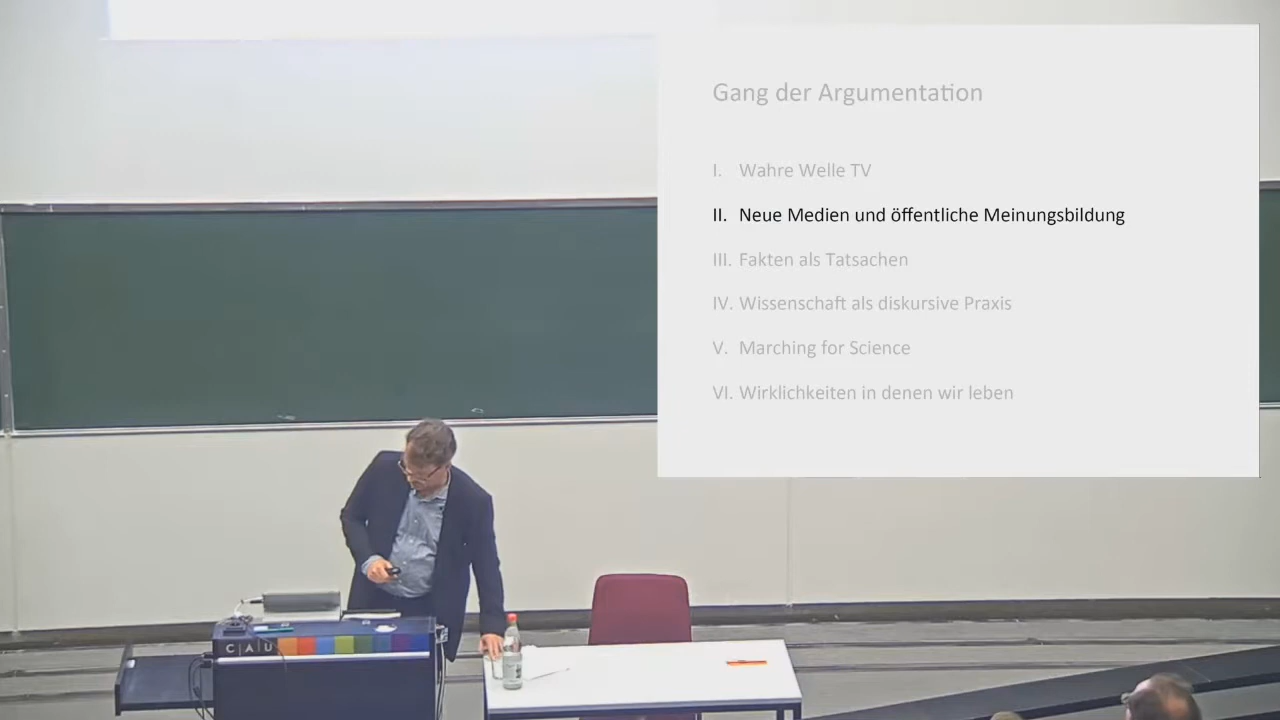 Gang der Argumentation
I. Wahre Welle TV
II. Neue Medien und öffentliche Meinungsbildung
III. Fakten als Tatsachen
IV. Wissenschaft als diskursive Praxis
V. Marching for Science
VI. Wirklichkeiten in denen wir leben
C|A|U